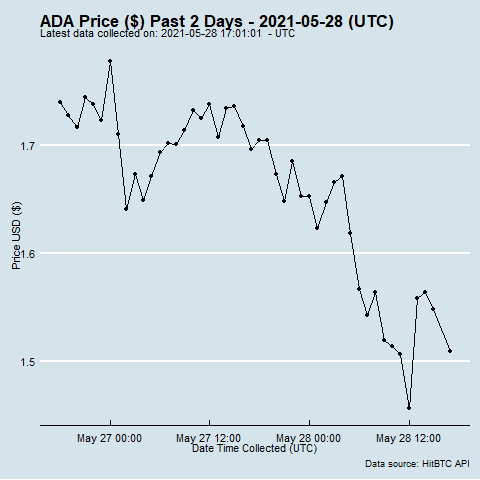 ADA Price ($) Past 2 Days - 2021-05-28 (UTC)
Latest data collected on: 2021-05-28 17:01:01 - UTC
1.7
1.6
1.5
Price USD ($)
May 27 00:00 May 27 12:00 May 28 00:00 May 28 12:00
Date Time Collected (UTC)
Data source: HitBTC API